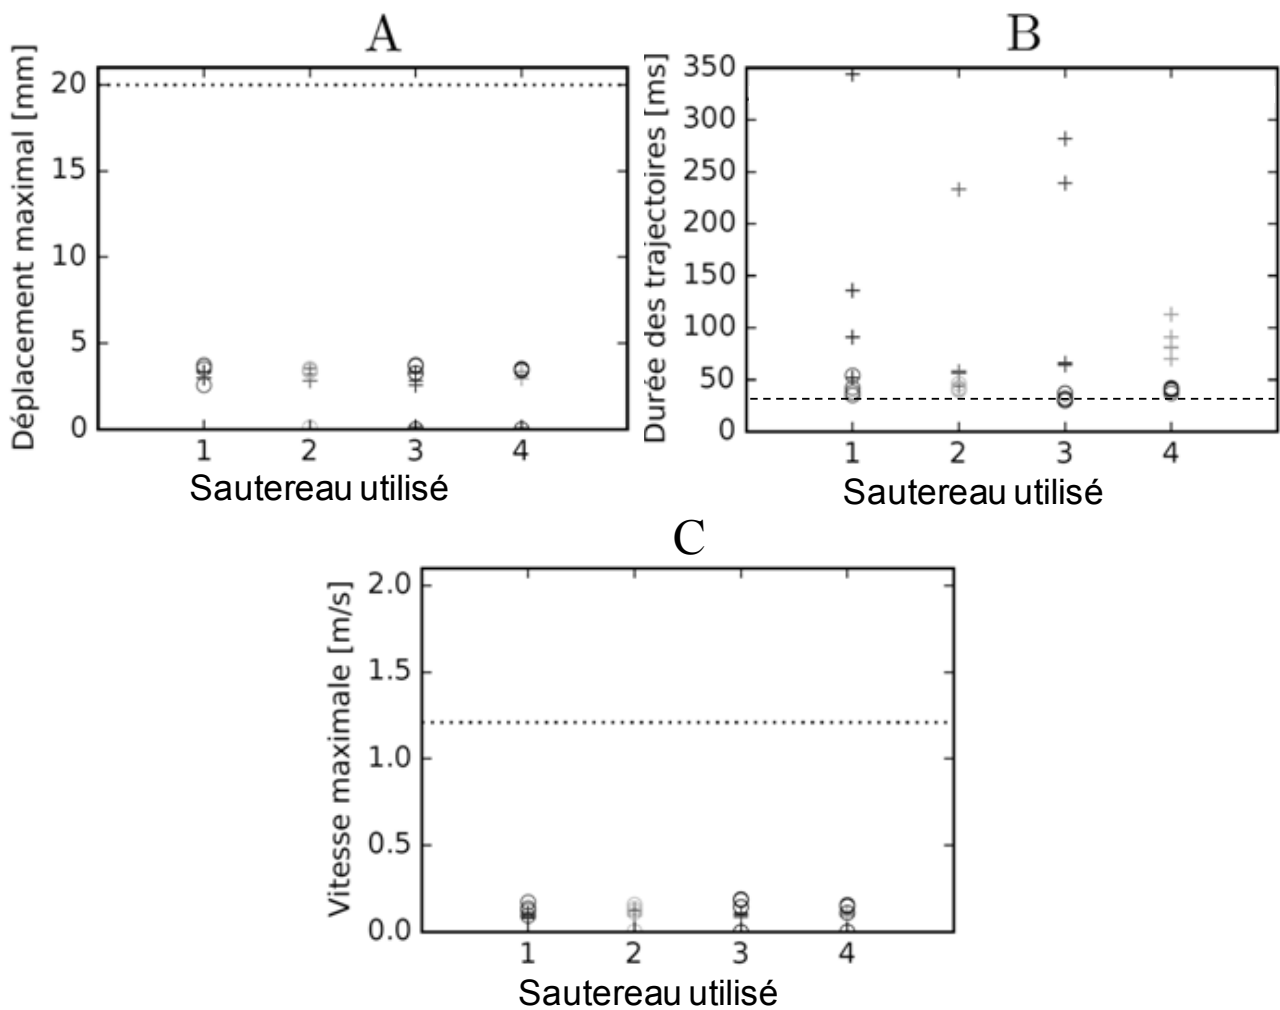 A
Déplacement maximal [mm]
20
15
10
5
0
1 2 3 4
Sautereau utilisé
B
Durée des trajectoires [ms]
350
300
250
200
150
100
50
0
1 2 3 4
Sautereau utilisé
C
Vitesse maximale [m/s]
2.0
1.5
1.0
0.5
0.0
1 2 3 4
Sautereau utilisé